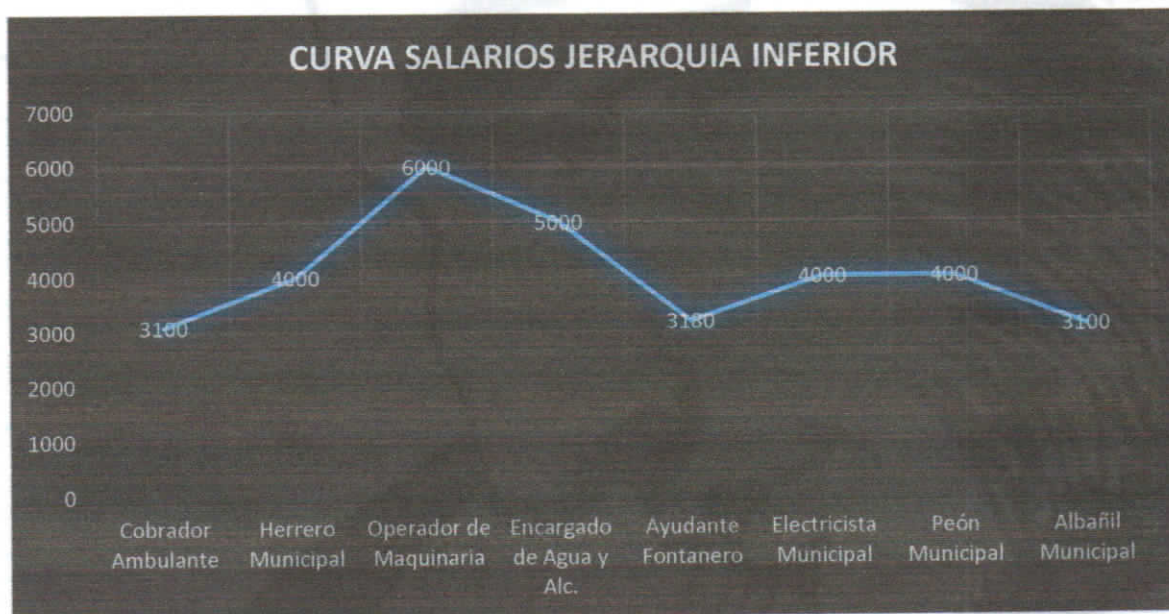 CURVA SALARIOS JERARQUIA INFERIOR
7000
6000
5000
4000
3000
2000
1000
0
3100
4000
6000
5000
3180
4000
4000
3100
Cobrador
Ambulante
Herrero
Municipal
Operador de
Maquinaria
Encargado
de Agua y
Alc.
Ayudante
Fontanero
Electricista
Municipal
Peón
Municipal
Albañil
Municipal